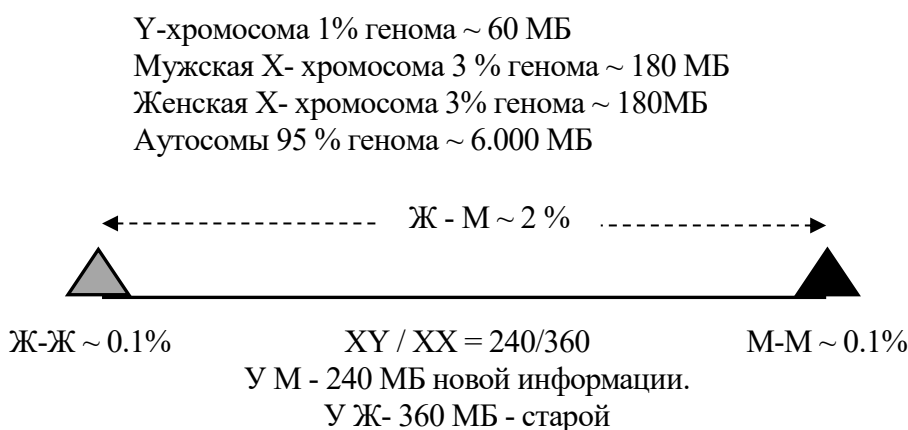 Y-хромосома 1% генома ~ 60 МБ
Мужская X- хромосома 3 % генома ~ 180 МБ
Женская X- хромосома 3% генома ~ 180МБ
Аутосомы 95 % генома ~ 6.000 МБ
Ж - М ~ 2 %
Ж-Ж ~ 0.1% XY / XX = 240/360 М-М ~ 0.1%
У М - 240 МБ новой информации.
У Ж- 360 МБ - старой